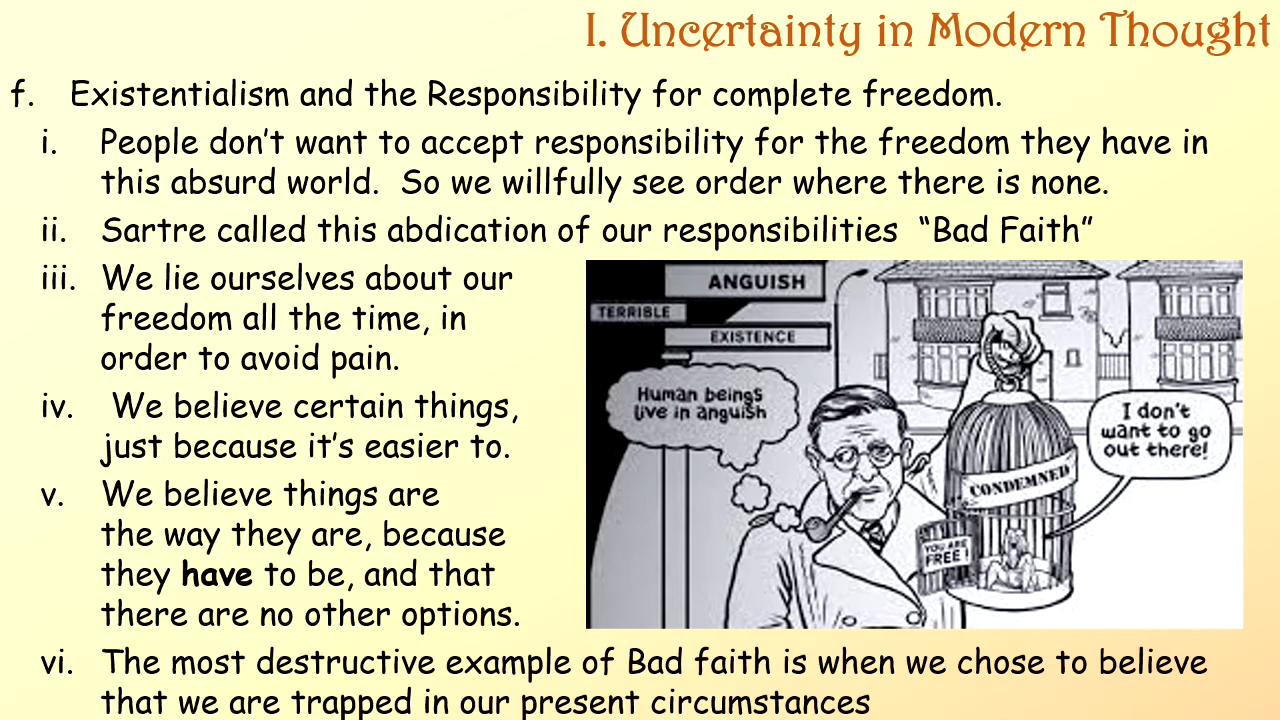 I. Uncertainty in Modern Thought
f. Existentialism and the Responsibility for complete freedom.
i. People don't want to accept responsibility for the freedom they have in
this absurd world.  So we willfully see order where there is none.
ii. Sartre called this abdication of our responsibilities  “Bad Faith”
iii. We lie ourselves about our
freedom all the time, in
order to avoid pain.
iv. We believe certain things,
just because it's easier to.
v. We believe things are
the way they are, because
they have to be, and that
there are no other options.
vi. The most destructive example of Bad faith is when we chose to believe
that we are trapped in our present circumstances
ANGUISH
TERRIBLE
EXISTENCE
Human beings
live in anguish
I don't
want to go
out there!
CONDEMNED
YOU ARE
FREE!